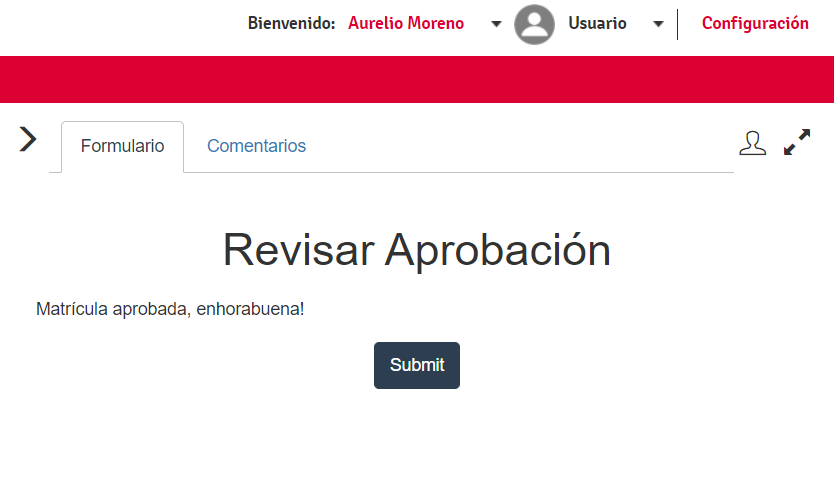 Bienvenido: Aurelio Moreno Usuario Configuración
Formulario Comentarios
Revisar Aprobación
Matrícula aprobada, enhorabuena!
Submit